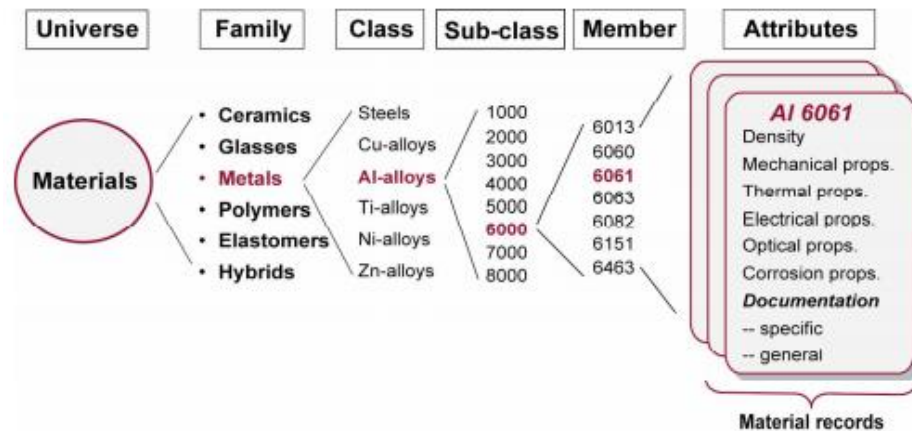 Universe
Family
Class
Sub-class
Member
Attributes
Materials
• Ceramics
• Glasses
• Metals
• Polymers
• Elastomers
• Hybrids
Steels
Cu-alloys
Al-alloys
Ti-alloys
Ni-alloys
Zn-alloys
1000
2000
3000
4000
5000
6000
7000
8000
6013
6060
6061
6063
6082
6151
6463
Al 6061
Density
Mechanical props.
Thermal props.
Electrical props.
Optical props.
Corrosion props.
Documentation
-- specific
-- general
Material records